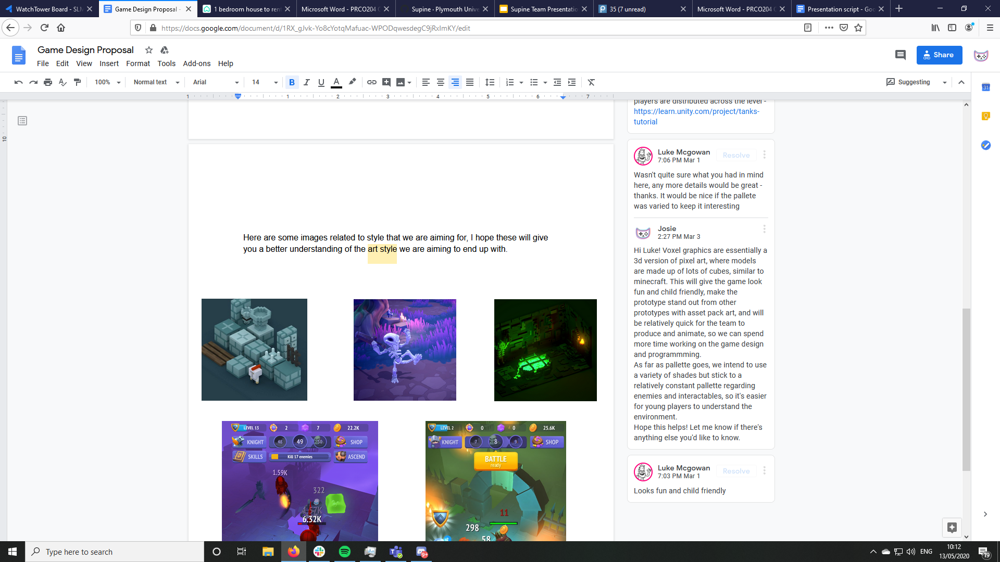 WatchTower Board - SLM
Game Design Proposal -
1 bedroom house to rent
Microsoft Word - PRCO204 C
Supine · Plymouth Unive
Supine Team Presentatio
35 (7 unread)
Microsoft Word - PRCO204 C
Presentation script - Goo
https://docs.google.com/document/d/1RX_gJvk-Yo8cYotqMafuac-WPODqwesdegC9jRxImKY/edit
Game Design Proposal
File Edit View Insert Format Tools Add-ons Help
Share
100% Normal text Arial 14 B I U A Suggesting
1 1 2 3 4 5 6 7
31
10
players are distributed across the level -
https://learn.unity.com/project/tanks-
tutorial
Luke Mcgowan Resolve
7:06 PM Mar 1
Wasn't quite sure what you had in mind
here, any more details would be great -
thanks. It would be nice if the pallete
was varied to keep it interesting
Josie
2:27 PM Mar 3
Hi Luke! Voxel graphics are essentially a
3d version of pixel art, where models
are made up of lots of cubes, similar to
minecraft. This will give the game look
fun and child friendly, make the
prototype stand out from other
prototypes with asset pack art, and will
be relatively quick for the team to
produce and animate, so we can spend
more time working on the game design
and programmming.
As far as pallette goes, we intend to use
a variety of shades but stick to a
relatively constant pallette regarding
enemies and interactables, so it's easier
for young players to understand the
environment.
Hope this helps! Let me know if there's
anything else you'd like to know.
Luke Mcgowan Resolve
7:03 PM Mar 1
Looks fun and child friendly
Here are some images related to style that we are aiming for, I hope these will give
you a better understanding of the art style we are aiming to end up with.
LEVEL 13 2 7 22.2K
KNIGHT 48 49 50 SHOP
SKILLS Kill 17 enemies ASCEND
1.59K
322
1.57K
6.32K
LEVEL 2 0 0 25.6K
KNIGHT 7 8 9 SHOP
BATTLE
ready
11
298
58
Type here to search
9+
ENG
10:12
13/05/2020
19